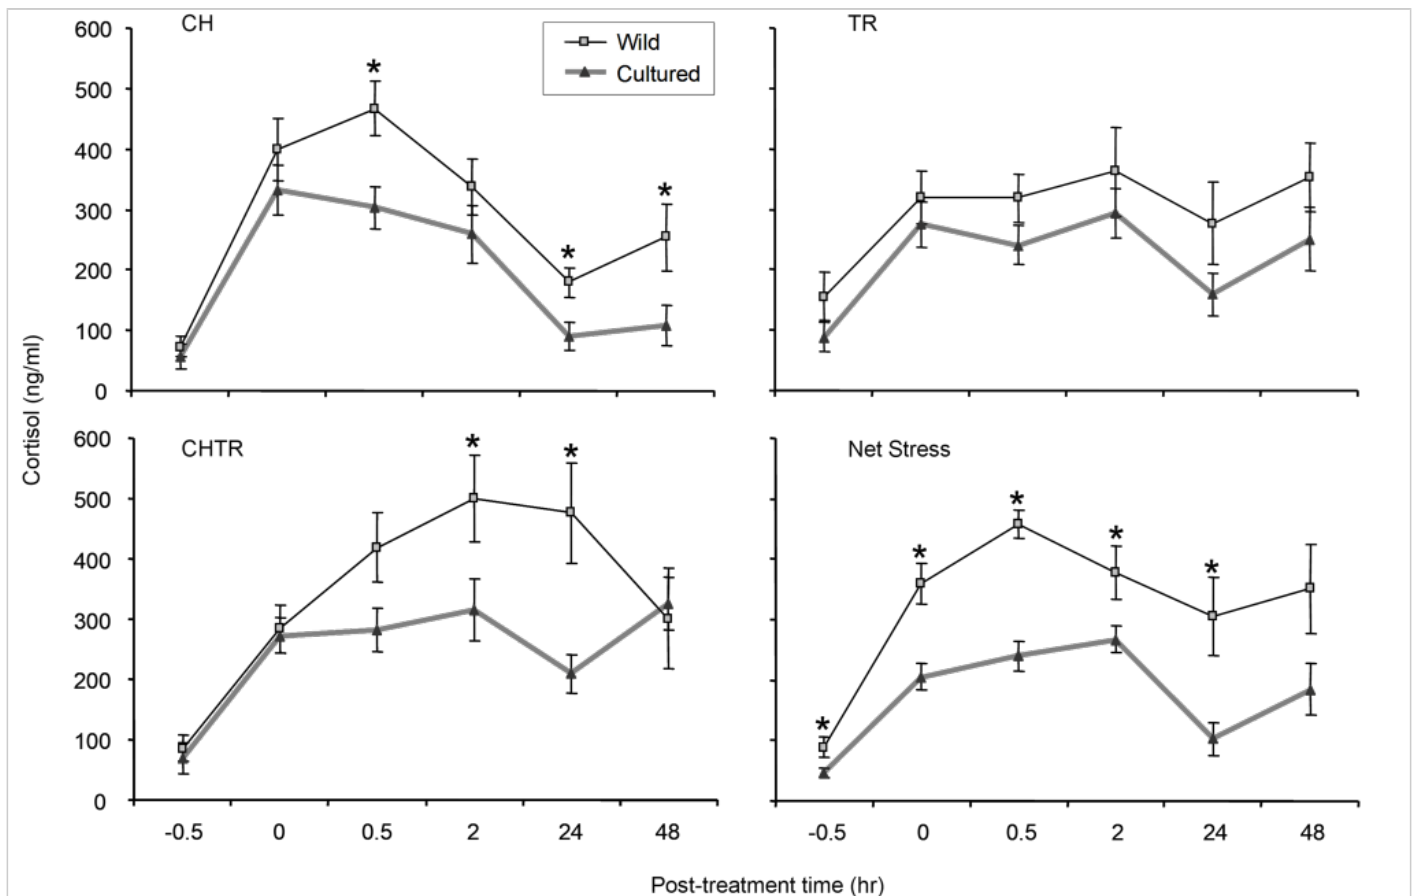 CH
Wild
Cultured
TR
600
500
400
300
200
100
0
* * *
CHTR
Net Stress
600
500
400
300
200
100
0
* *
* * * * *
Cortisol (ng/ml)
-0.5 0 0.5 2 24 48
-0.5 0 0.5 2 24 48
Post-treatment time (hr)